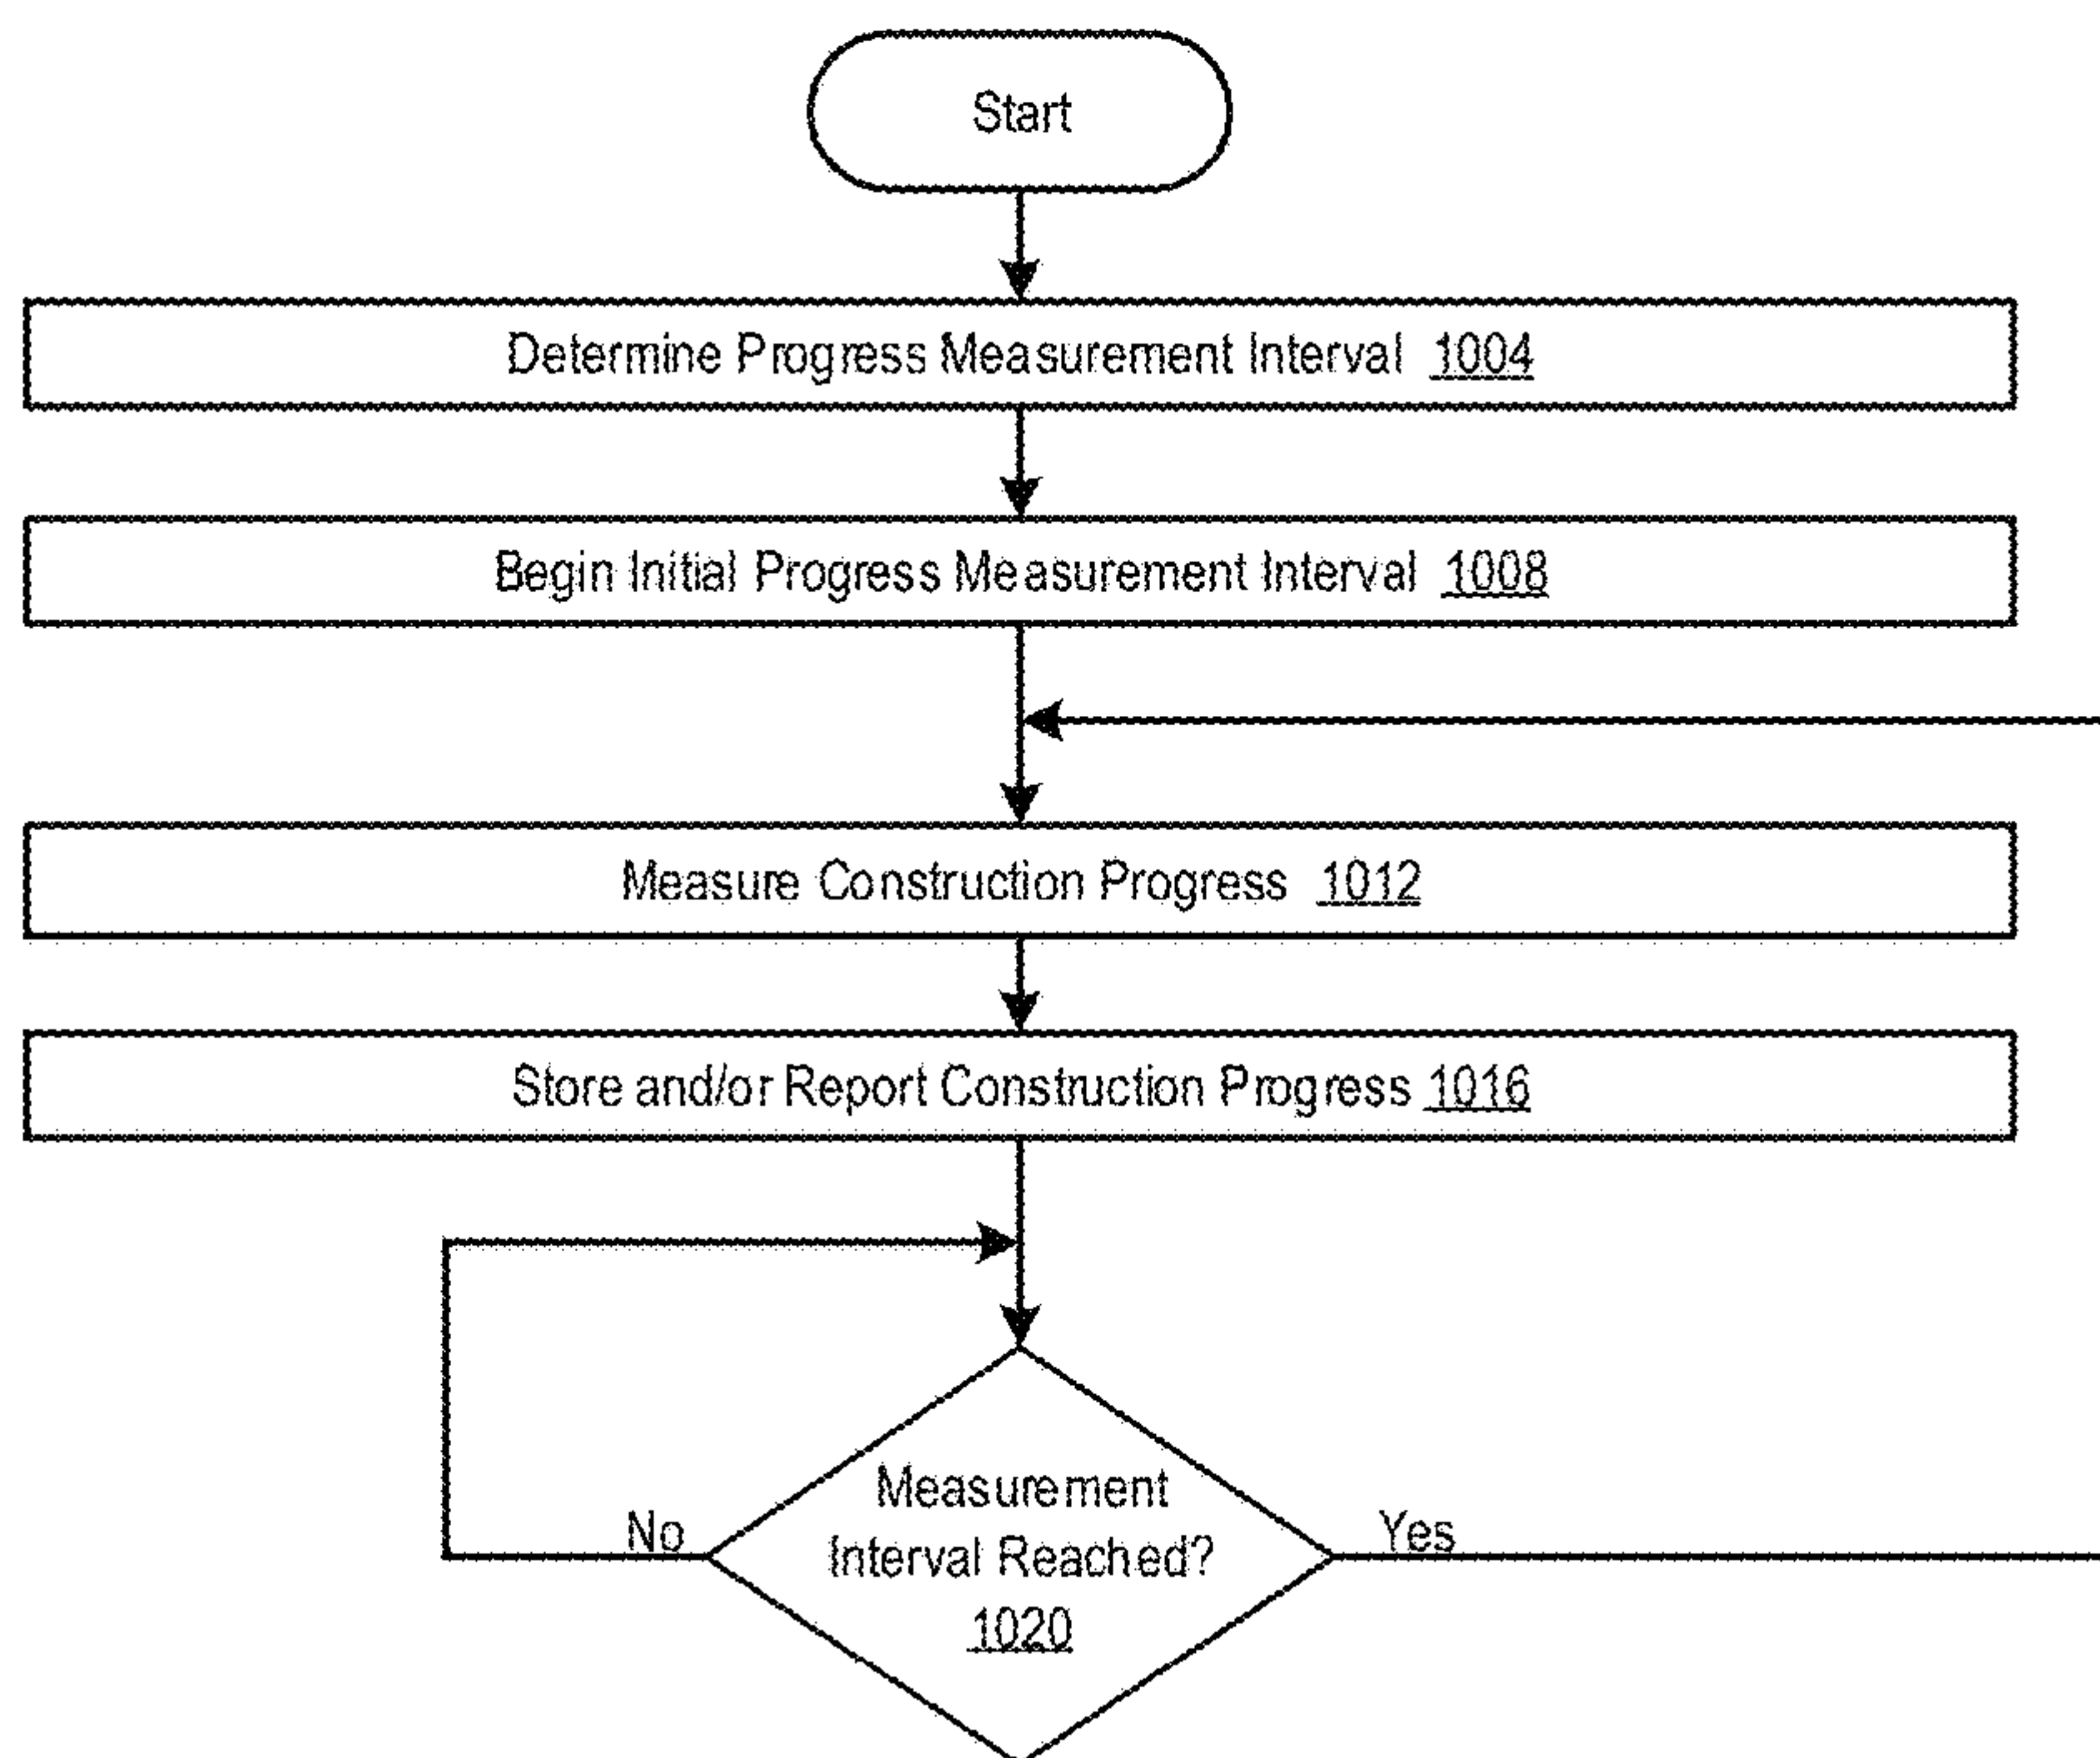 Start
Determine Progress Measurement Interval 1004
Begin Initial Progress Measurement Interval 1008
Measure Construction Progress 1012
Store and/or Report Construction Progress 1016
Measurement
No
Interval Reached?
Yes
1020